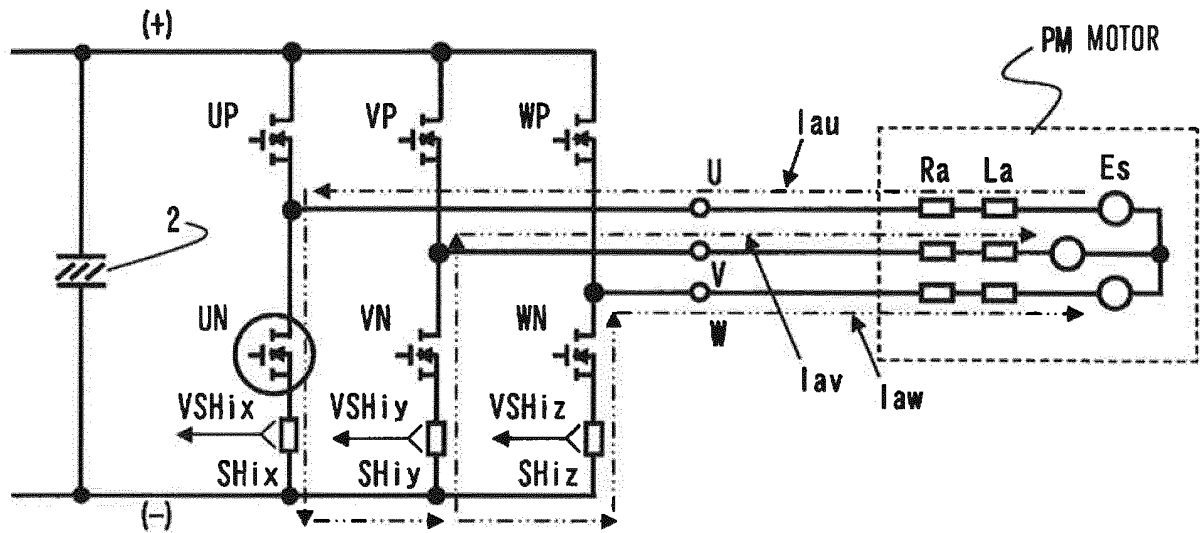 (+)
PM MOTOR
UP
VP
WP
Iau
U
Ra
La
Es
2
V
UN
VN
WN
W
Iav
Iaw
VSHix
VSHiy
VSHiz
SHix
SHiy
SHiz
(-)